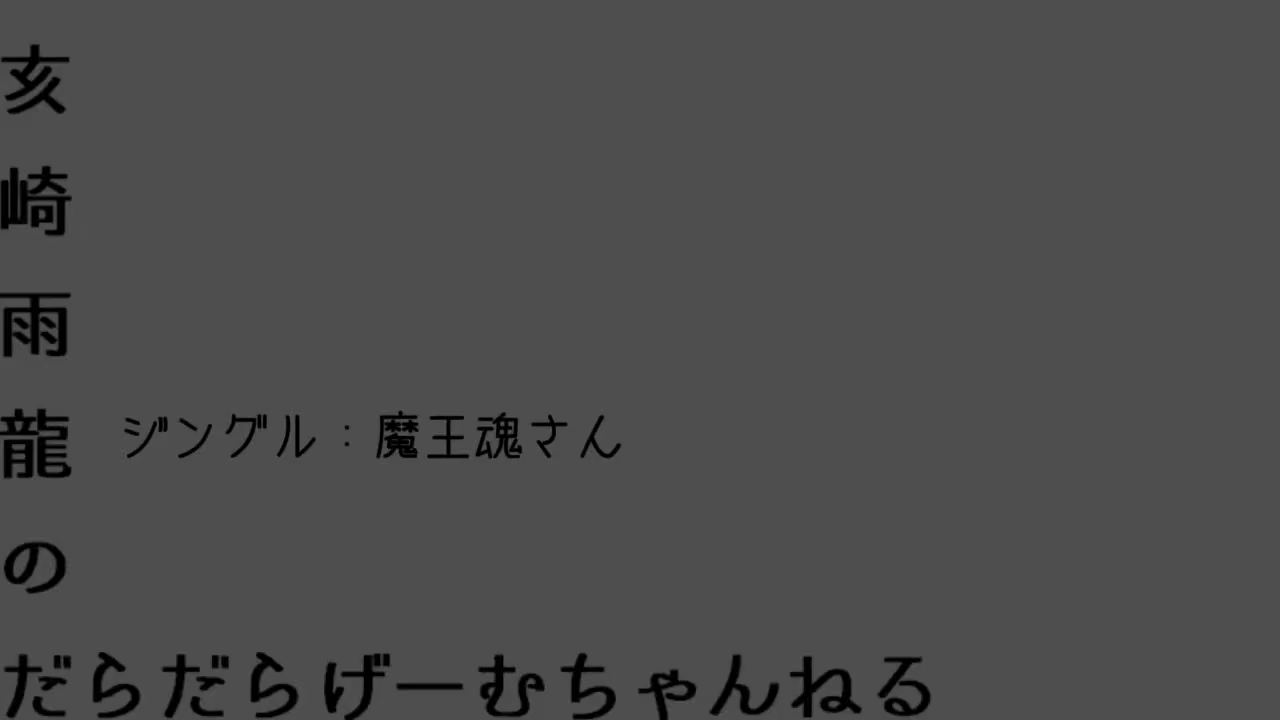 亥崎雨龍の
だらだらげーむちゃんねる
ジングル：魔王魂さん